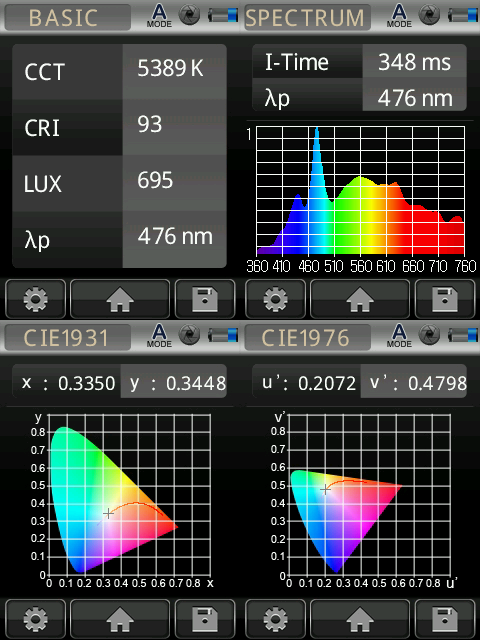 BASIC
A
MODE
CCT 5389 K
CRI 93
LUX 695
λp 476 nm
SPECTRUM
A
MODE
I-Time 348 ms
λp 476 nm
1
360 410 460 510 560 610 660 710 760
CIE1931
A
MODE
x : 0.3350 y : 0.3448
y
0.8
0.7
0.6
0.5
0.4
0.3
0.2
0.1
0
0 0.1 0.2 0.3 0.4 0.5 0.6 0.7 0.8 x
CIE1976
A
MODE
u': 0.2072 v': 0.4798
v'
0.8
0.7
0.6
0.5
0.4
0.3
0.2
0.1
0
0 0.1 0.2 0.3 0.4 0.5 0.6 0.7 0.8 u'